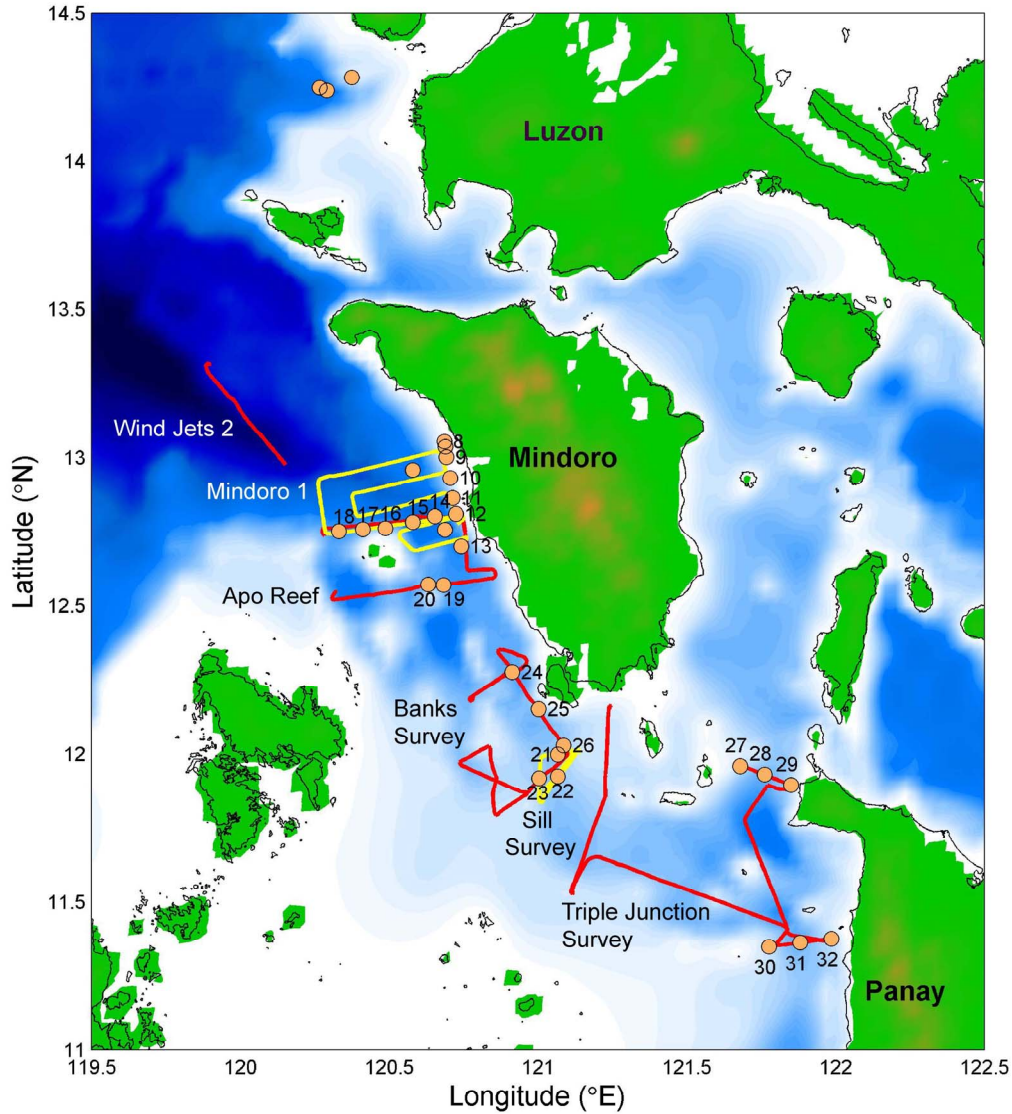 14.5
14
13.5
13
12.5
12
11.5
11
Latitude (°N)
Luzon
Wind Jets 2
Mindoro 1
Mindoro
8
9
10
11
12
13
18
17
16
15
14
Apo Reef
20
19
24
Banks
Survey
25
26
21
23
22
Sill
Survey
27
28
29
Triple Junction
Survey
30
31
32
Panay
119.5
120
120.5
121
121.5
122
122.5
Longitude (°E)